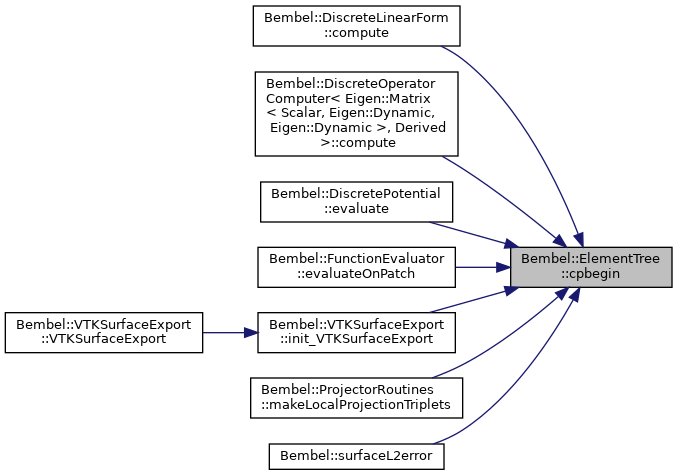 Bembel::DiscreteLinearForm
::compute
Bembel::DiscreteOperator
Computer< Eigen::Matrix
< Scalar, Eigen::Dynamic,
Eigen::Dynamic >, Derived
>::compute
Bembel::DiscretePotential
::evaluate
Bembel::FunctionEvaluator
::evaluateOnPatch
Bembel::ElementTree
::cpbegin
Bembel::VTKSurfaceExport
::VTKSurfaceExport
Bembel::VTKSurfaceExport
::init_VTKSurfaceExport
Bembel::ProjectorRoutines
::makeLocalProjectionTriplets
Bembel::surfaceL2error